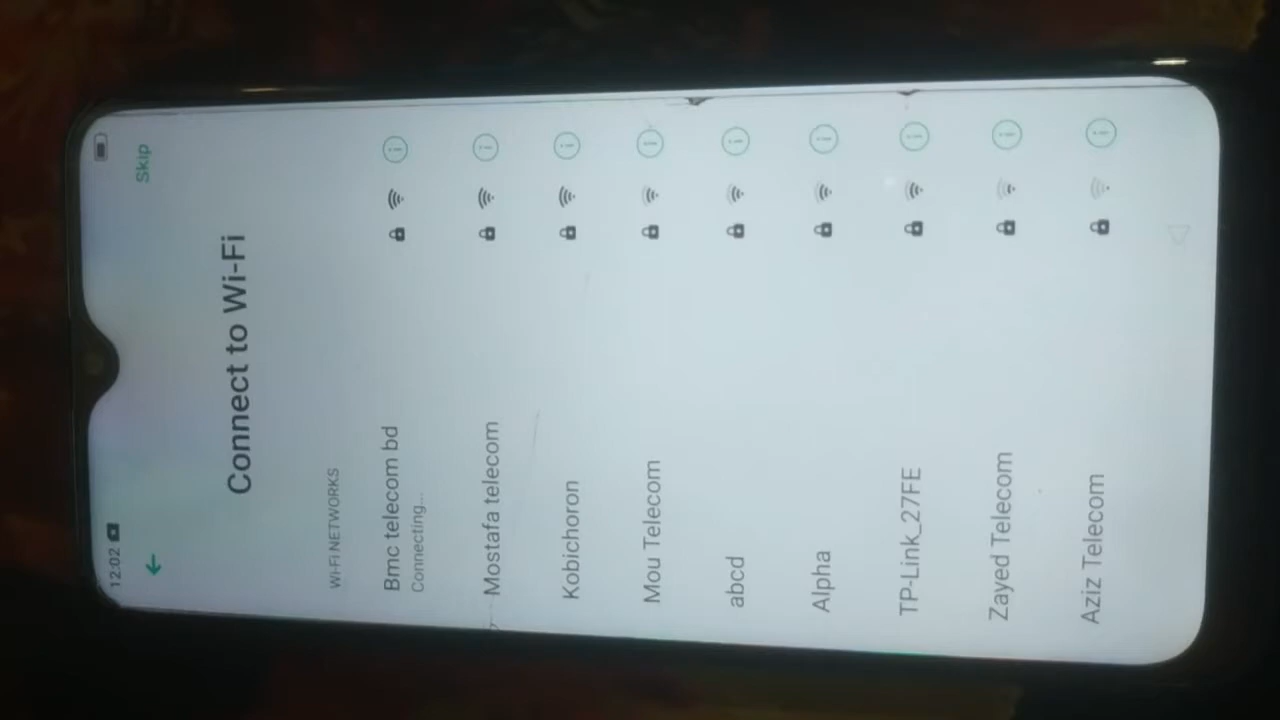 12:02
Skip
Connect to Wi-Fi
Wi-Fi NETWORKS
Bmc telecom bd
Connecting...
Mostafa telecom
Kobichoron
Mou Telecom
abcd
Alpha
TP-Link_27FE
Zayed Telecom
Aziz Telecom